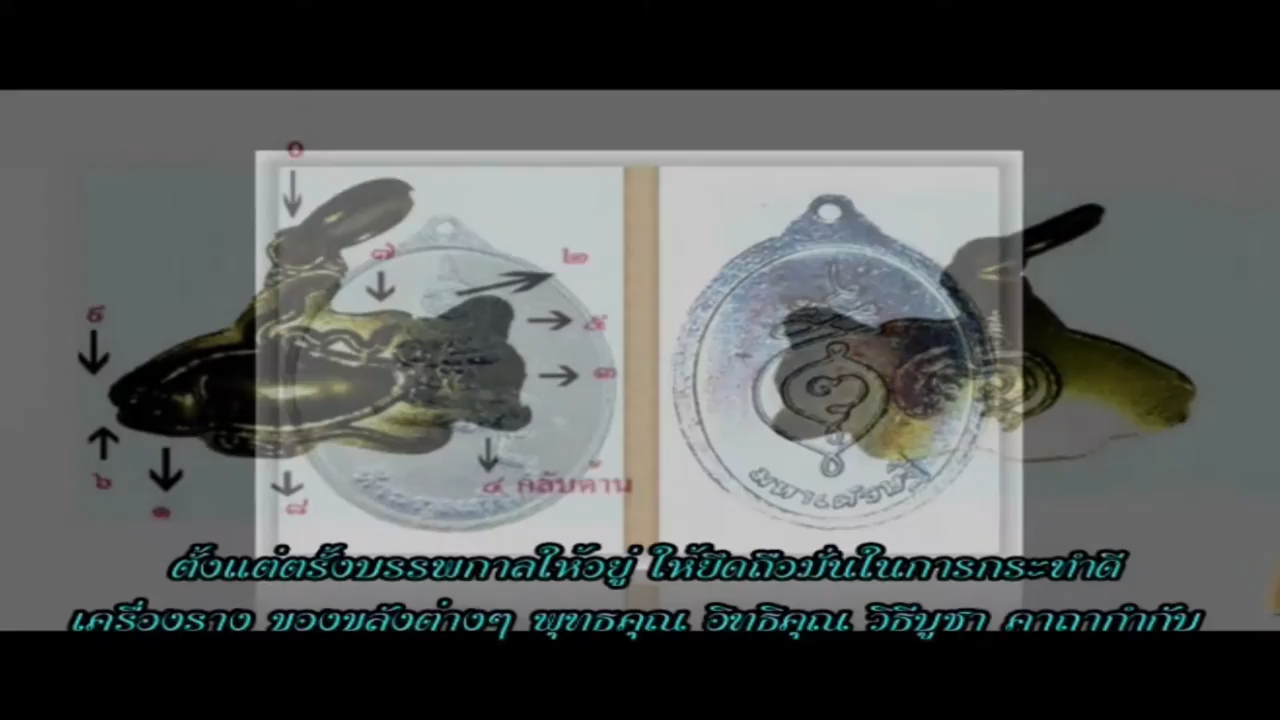 ๐
๗
๒
๕
๓
๖
๑
๘
๔ กลับด้าน
มหาเศรษฐี
ตั้งแต่ครั้งบรรพกาลให้อยู่ ให้ยึดถือมั่นในการกระทำดี
เครื่องราง ของขลังต่างๆ พุทธคุณ อิทธิคุณ วิธีบูชา คาถากำกับ